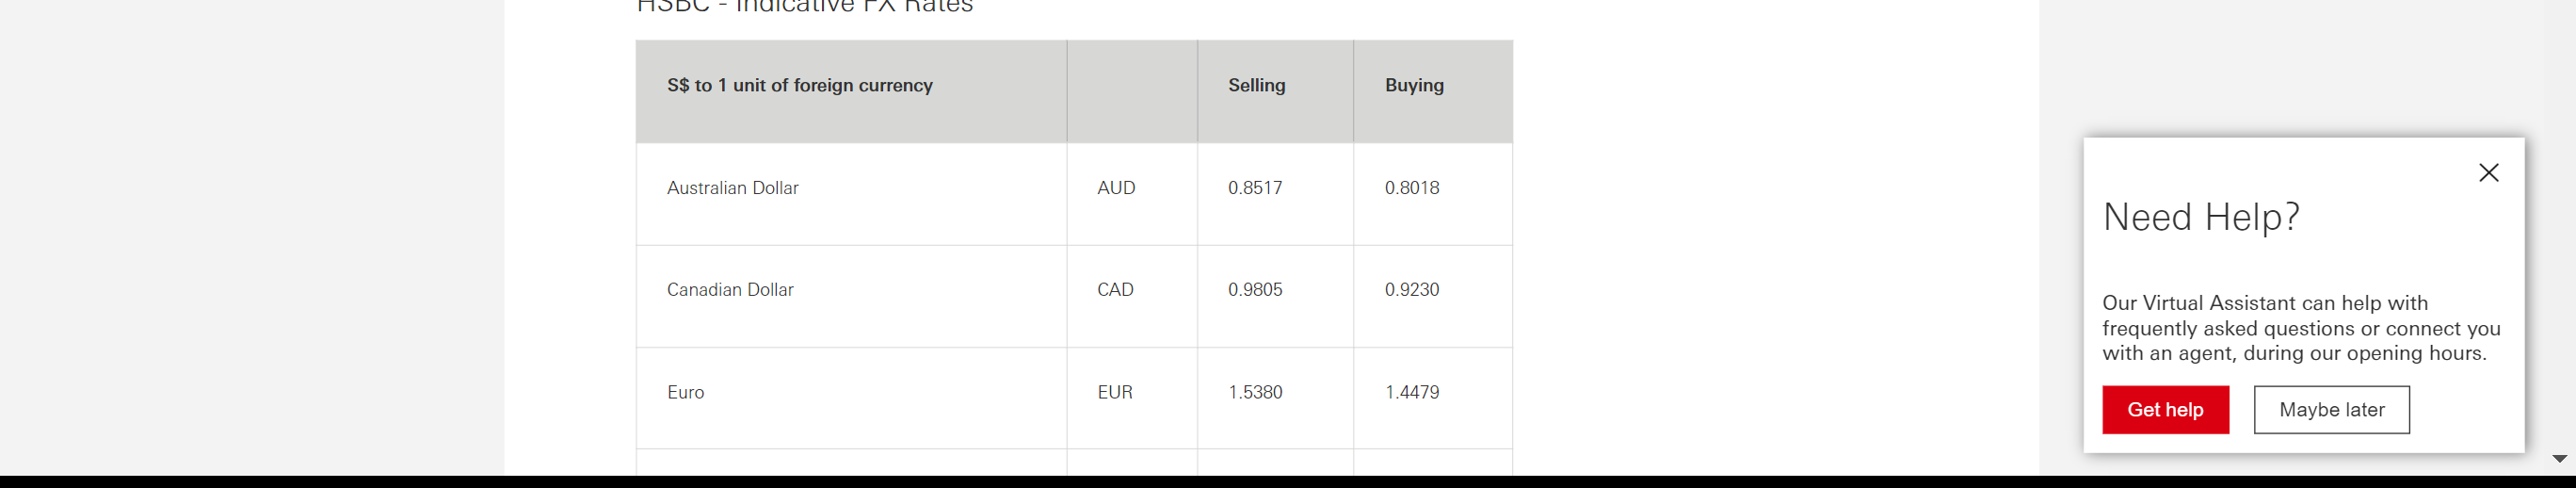 HSBC - Indicative FX Rates
S$ to 1 unit of foreign currency Selling Buying
Australian Dollar AUD 0.8517 0.8018
Canadian Dollar CAD 0.9805 0.9230
Euro EUR 1.5380 1.4479
Need Help?
Our Virtual Assistant can help with
frequently asked questions or connect you
with an agent, during our opening hours.
Get help Maybe later